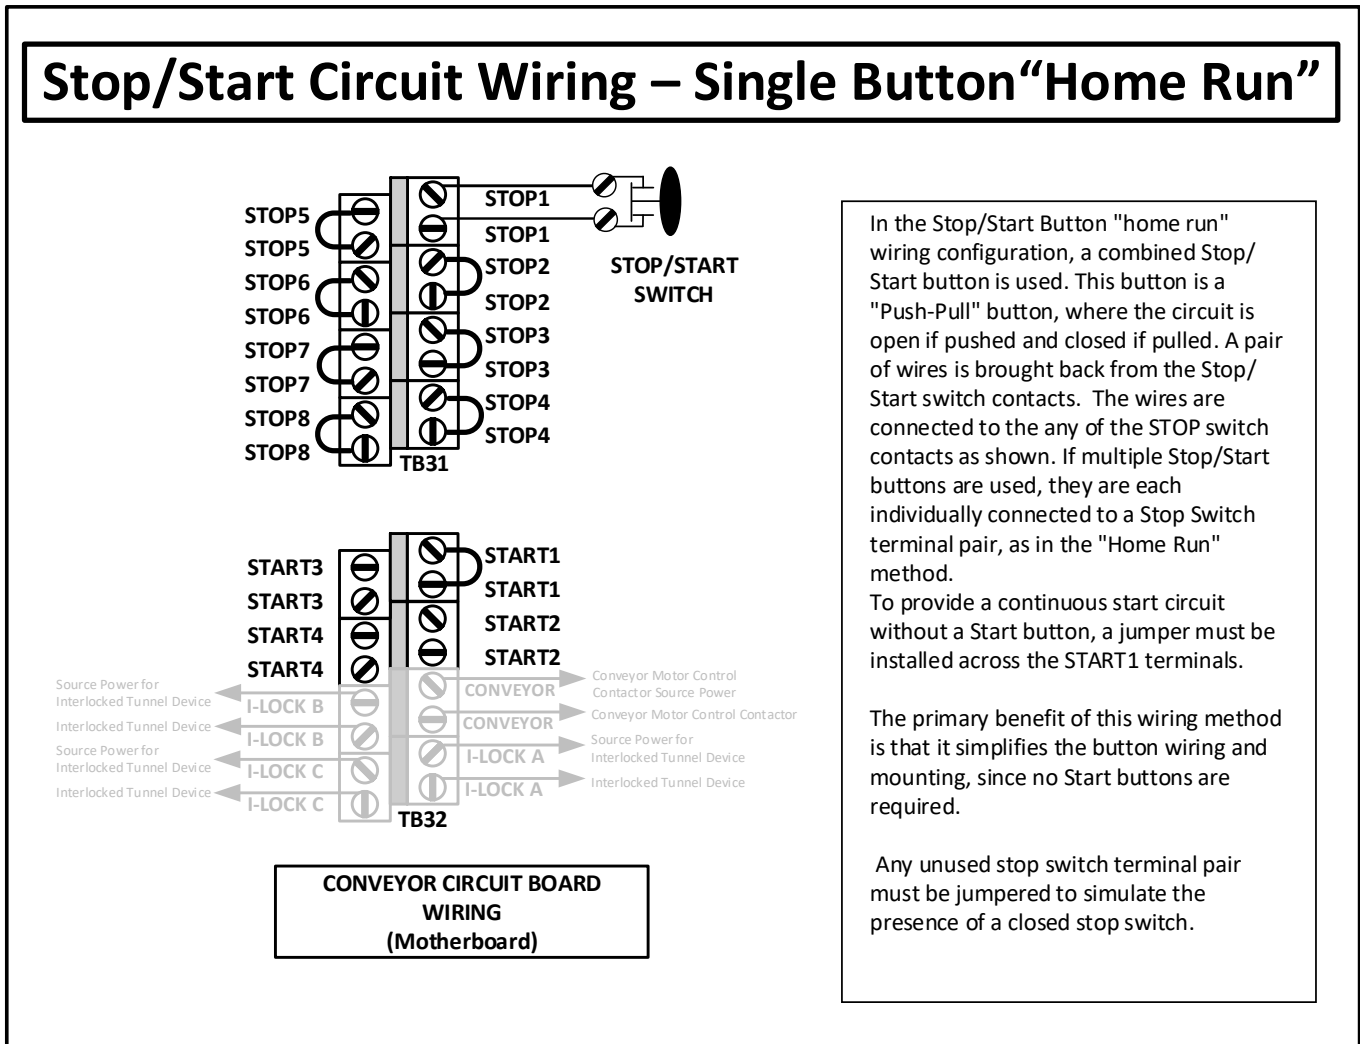 Stop/Start Circuit Wiring – Single Button“Home Run”
STOP5
STOP5
STOP6
STOP6
STOP7
STOP7
STOP8
STOP8
STOP1
STOP1
STOP2
STOP2
STOP3
STOP3
STOP4
STOP4
TB31
STOP/START
SWITCH
START3
START3
START4
START4
I-LOCK B
I-LOCK B
I-LOCK C
I-LOCK C
Source Power for
Interlocked Tunnel Device
Interlocked Tunnel Device
Source Power for
Interlocked Tunnel Device
Interlocked Tunnel Device
START1
START1
START2
START2
CONVEYOR
CONVEYOR
I-LOCK A
I-LOCK A
Conveyor Motor Control
Contactor Source Power
Conveyor Motor Control Contactor
Source Power for
Interlocked Tunnel Device
Interlocked Tunnel Device
TB32
CONVEYOR CIRCUIT BOARD
WIRING
(Motherboard)
In the Stop/Start Button "home run"
wiring configuration, a combined Stop/
Start button is used. This button is a
"Push-Pull" button, where the circuit is
open if pushed and closed if pulled. A pair
of wires is brought back from the Stop/
Start switch contacts.  The wires are
connected to the any of the STOP switch
contacts as shown. If multiple Stop/Start
buttons are used, they are each
individually connected to a Stop Switch
terminal pair, as in the "Home Run"
method.
To provide a continuous start circuit
without a Start button, a jumper must be
installed across the START1 terminals.
The primary benefit of this wiring method
is that it simplifies the button wiring and
mounting, since no Start buttons are
required.
Any unused stop switch terminal pair
must be jumpered to simulate the
presence of a closed stop switch.